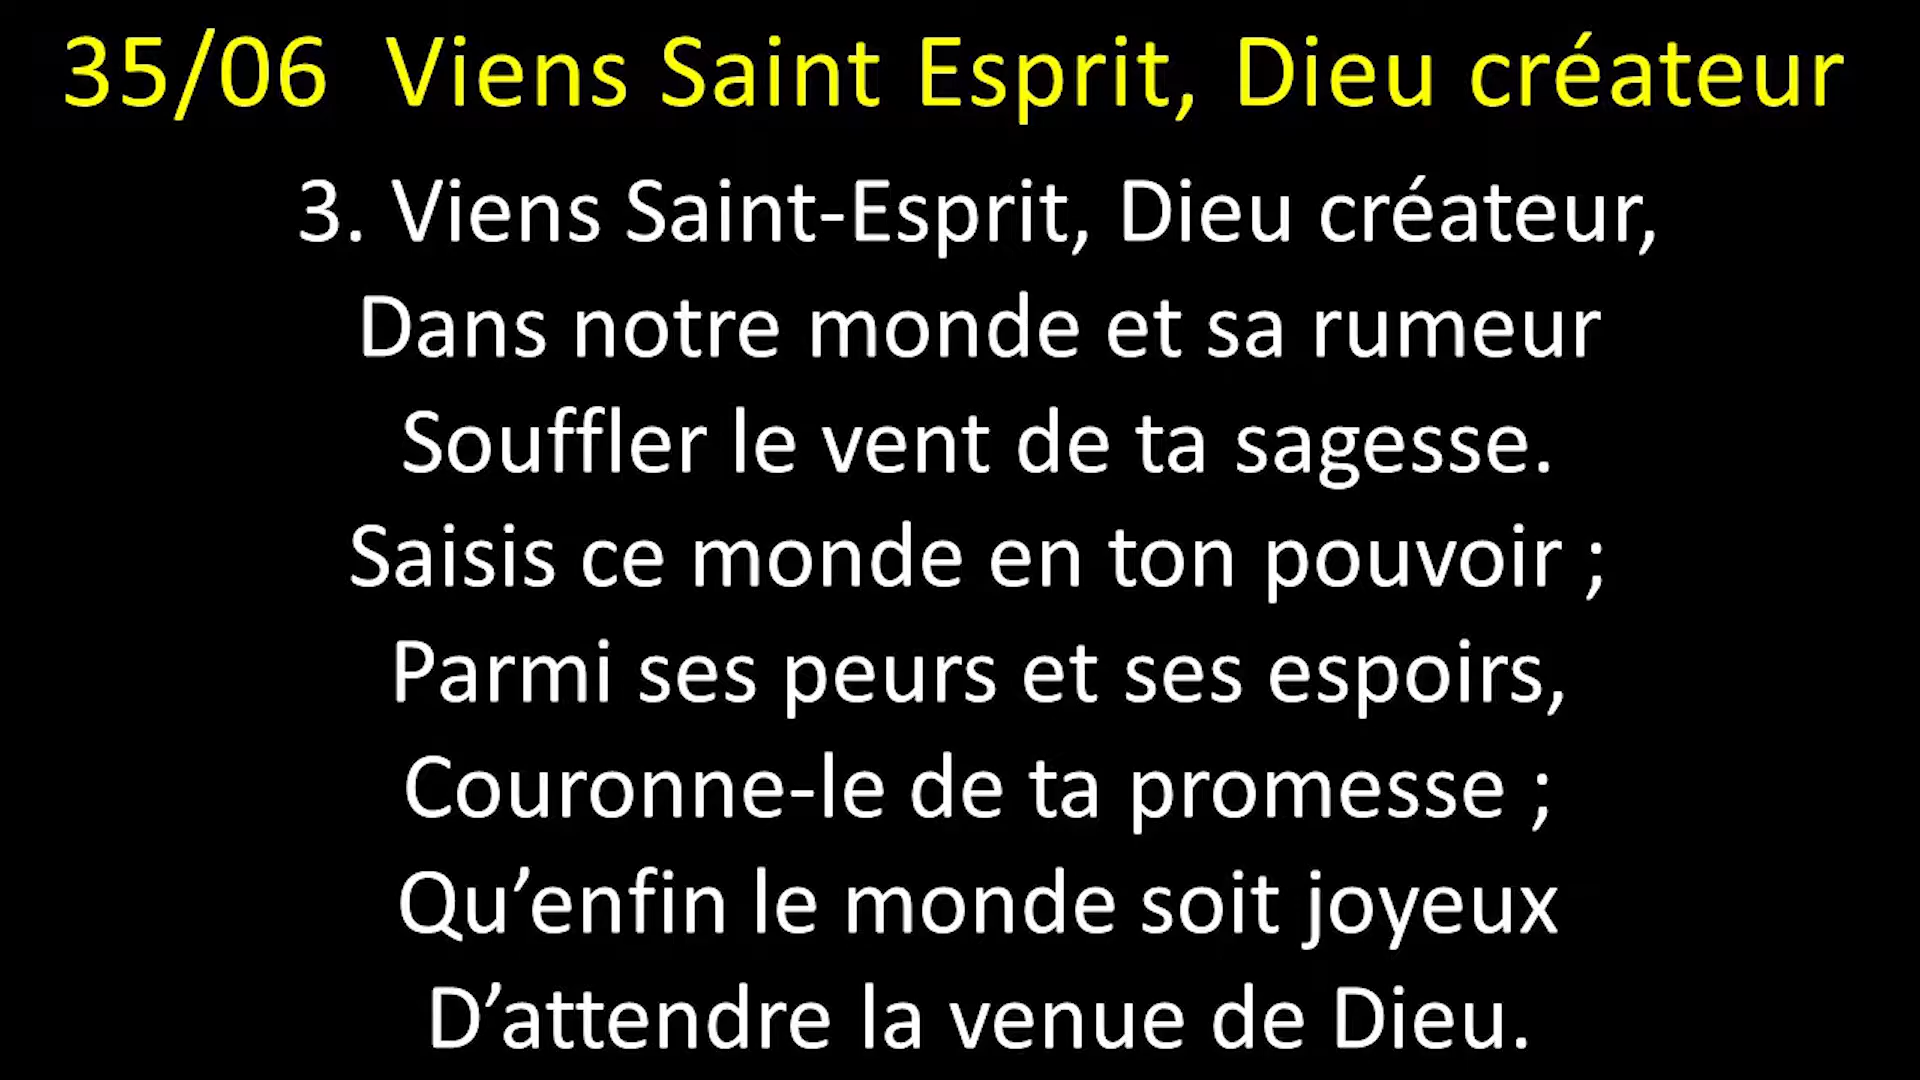 35/06 Viens Saint Esprit, Dieu créateur
3. Viens Saint-Esprit, Dieu créateur,
Dans notre monde et sa rumeur
Souffler le vent de ta sagesse.
Saisis ce monde en ton pouvoir ;
Parmi ses peurs et ses espoirs,
Couronne-le de ta promesse ;
Qu’enfin le monde soit joyeux
D’attendre la venue de Dieu.